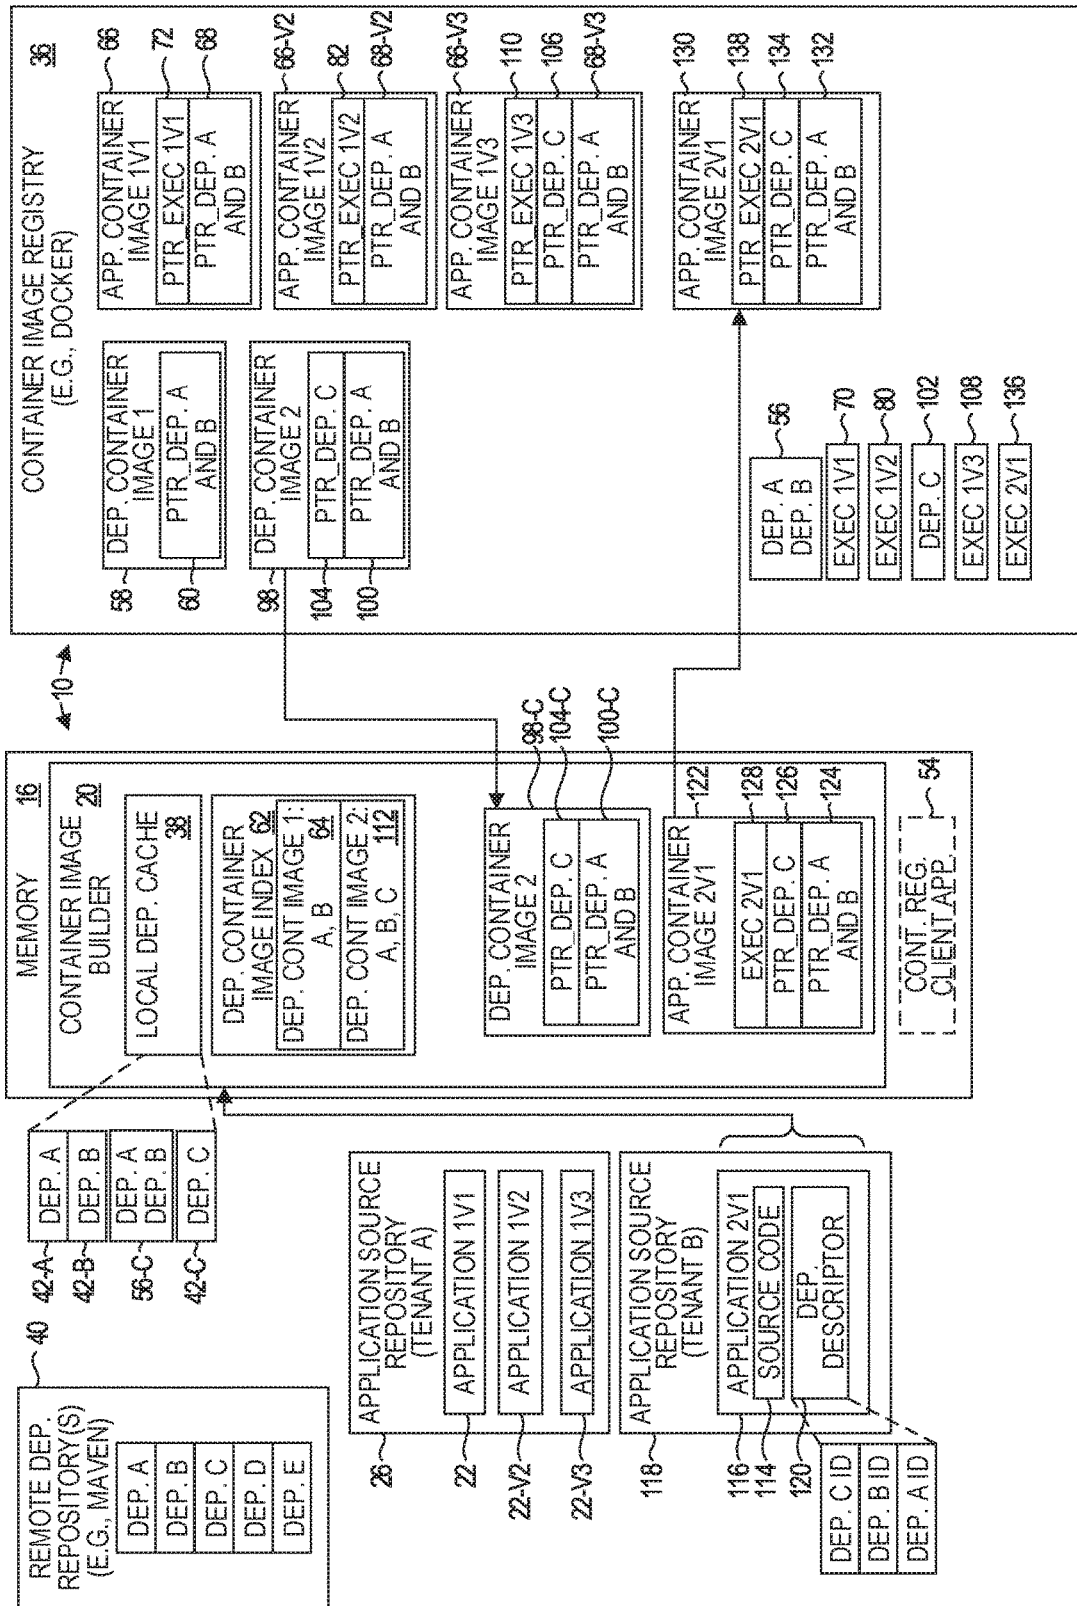 REMOTE DEP.
REPOSITORY(S)
(E.G., MAVEN)
40
DEP. A
DEP. B
DEP. C
DEP. D
DEP. E
42-A
DEP. A
42-B
DEP. B
56-C
DEP. A
DEP. B
42-C
DEP. C
26
APPLICATION SOURCE
REPOSITORY
(TENANT A)
22
APPLICATION 1V1
22-V2
APPLICATION 1V2
22-V3
APPLICATION 1V3
118
APPLICATION SOURCE
REPOSITORY
(TENANT B)
116
APPLICATION 2V1
114
SOURCE CODE
120
DEP.
DESCRIPTOR
DEP. C ID
DEP. B ID
DEP. A ID
10
MEMORY
16
CONTAINER IMAGE
BUILDER
20
LOCAL DEP. CACHE
38
DEP. CONTAINER
IMAGE INDEX 62
DEP. CONT IMAGE 1:
A, B
64
DEP. CONT IMAGE 2:
A, B, C
112
DEP. CONTAINER
IMAGE 2
98-C
PTR_DEP. C
104-C
PTR_DEP. A
AND B
100-C
APP. CONTAINER
IMAGE 2V1
122
EXEC 2V1
128
PTR_DEP. C
126
PTR_DEP. A
AND B
124
CONT. REG.
CLIENT APP.
54
CONTAINER IMAGE REGISTRY
(E.G., DOCKER)
36
58
DEP. CONTAINER
IMAGE 1
60
PTR_DEP. A
AND B
98
DEP. CONTAINER
IMAGE 2
104
PTR_DEP. C
100
PTR_DEP. A
AND B
APP. CONTAINER
IMAGE 1V1
66
PTR_EXEC 1V1
72
PTR_DEP. A
AND B
68
APP. CONTAINER
IMAGE 1V2
66-V2
PTR_EXEC 1V2
82
PTR_DEP. A
AND B
68-V2
APP. CONTAINER
IMAGE 1V3
66-V3
PTR_EXEC 1V3
110
PTR_DEP. C
106
PTR_DEP. A
AND B
68-V3
APP. CONTAINER
IMAGE 2V1
130
PTR_EXEC 2V1
138
PTR_DEP. C
134
PTR_DEP. A
AND B
132
DEP. A
DEP. B
56
EXEC 1V1
70
EXEC 1V2
80
DEP. C
102
EXEC 1V3
108
EXEC 2V1
136